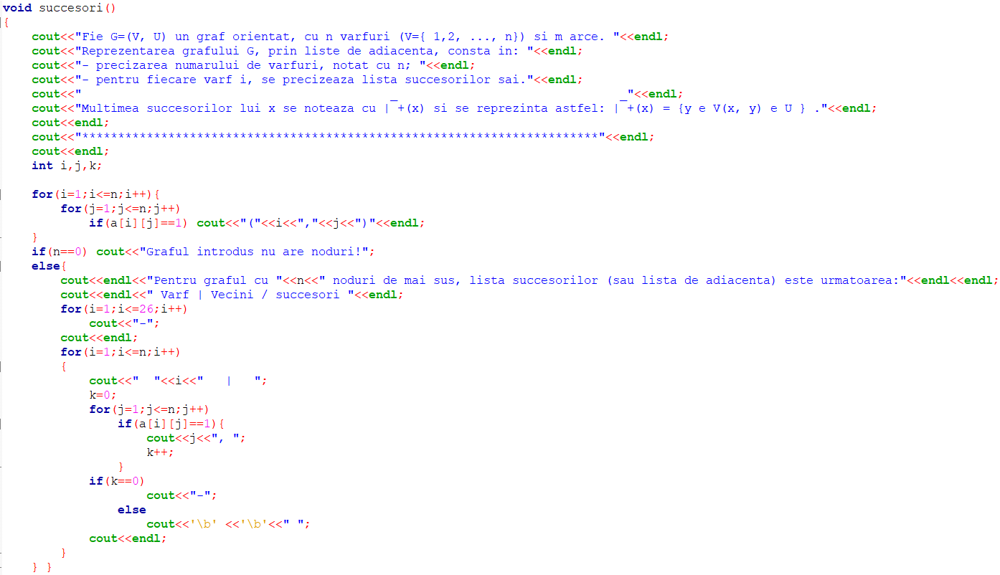 void succesori()
{
    cout<<"Fie G=(V, U) un graf orientat, cu n varfuri (V={ 1,2, ..., n}) si m arce. "<<endl;
    cout<<"Reprezentarea grafului G, prin liste de adiacenta, consta in: "<<endl;
    cout<<"- precizarea numarului de varfuri, notat cu n; "<<endl;
    cout<<"- pentru fiecare varf i, se precizeaza lista succesorilor sai."<<endl;
    cout<<"                                           _                               _"<<endl;
    cout<<"Multimea succesorilor lui x se noteaza cu |¯+(x) si se reprezinta astfel: |¯+(x) = {y e V(x, y) e U } ."<<endl;
    cout<<endl;
    cout<<"************************************************************************"<<endl;
    cout<<endl;
    int i,j,k;

    for(i=1;i<=n;i++){
        for(j=1;j<=n;j++)
            if(a[i][j]==1) cout<<"("<<i<<","<<j<<")"<<endl;
    }
    if(n==0) cout<<"Graful introdus nu are noduri!";
    else{
        cout<<endl<<"Pentru graful cu "<<n<<" noduri de mai sus, lista succesorilor (sau lista de adiacenta) este urmatoarea:"<<endl<<endl;
        cout<<endl<<" Varf | Vecini / succesori "<<endl;
        for(i=1;i<=26;i++)
            cout<<"-";
        cout<<endl;
        for(i=1;i<=n;i++)
        {
            cout<<"  "<<i<<"   |   ";
            k=0;
            for(j=1;j<=n;j++)
                if(a[i][j]==1){
                    cout<<j<<", ";
                    k++;
                }
            if(k==0)
                    cout<<"-";
                else
                    cout<<'\b' <<'\b'<<" ";
            cout<<endl;
        }
    } }